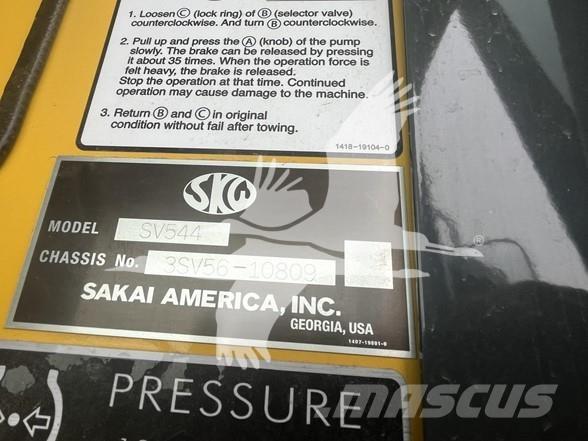 1. Loosen Ⓒ (lock ring) of Ⓑ (selector valve)
counterclockwise. And turn Ⓑ counterclockwise.
2. Pull up and press the Ⓐ (knob) of the pump
slowly. The brake can be released by pressing
it about 35 times. When the operation force is
felt heavy, the brake is released.
Stop the operation at that time. Continued
operation may cause damage to the machine.
3. Return Ⓑ and Ⓒ in original
condition without fail after towing.
1418-19104-0
SKW
MODEL SV544
CHASSIS No. 3SV56-10809
SAKAI AMERICA, INC.
GEORGIA, USA
1407-19891-0
PRESSURE
MASCUS